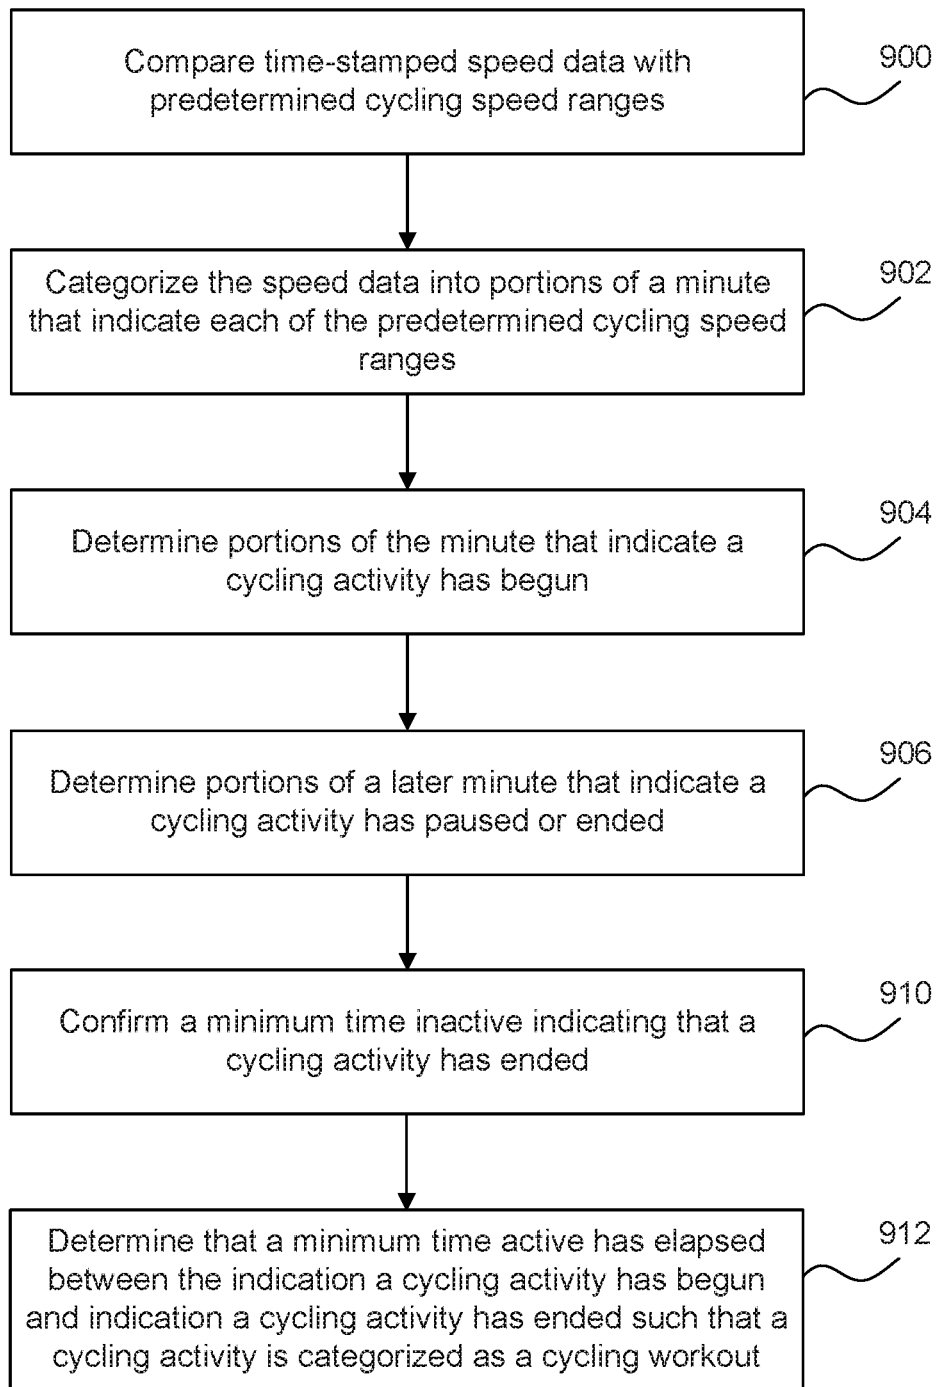 Compare time-stamped speed data with
predetermined cycling speed ranges
900
Categorize the speed data into portions of a minute
that indicate each of the predetermined cycling speed
ranges
902
Determine portions of the minute that indicate a
cycling activity has begun
904
Determine portions of a later minute that indicate a
cycling activity has paused or ended
906
Confirm a minimum time inactive indicating that a
cycling activity has ended
910
Determine that a minimum time active has elapsed
between the indication a cycling activity has begun
and indication a cycling activity has ended such that a
cycling activity is categorized as a cycling workout
912